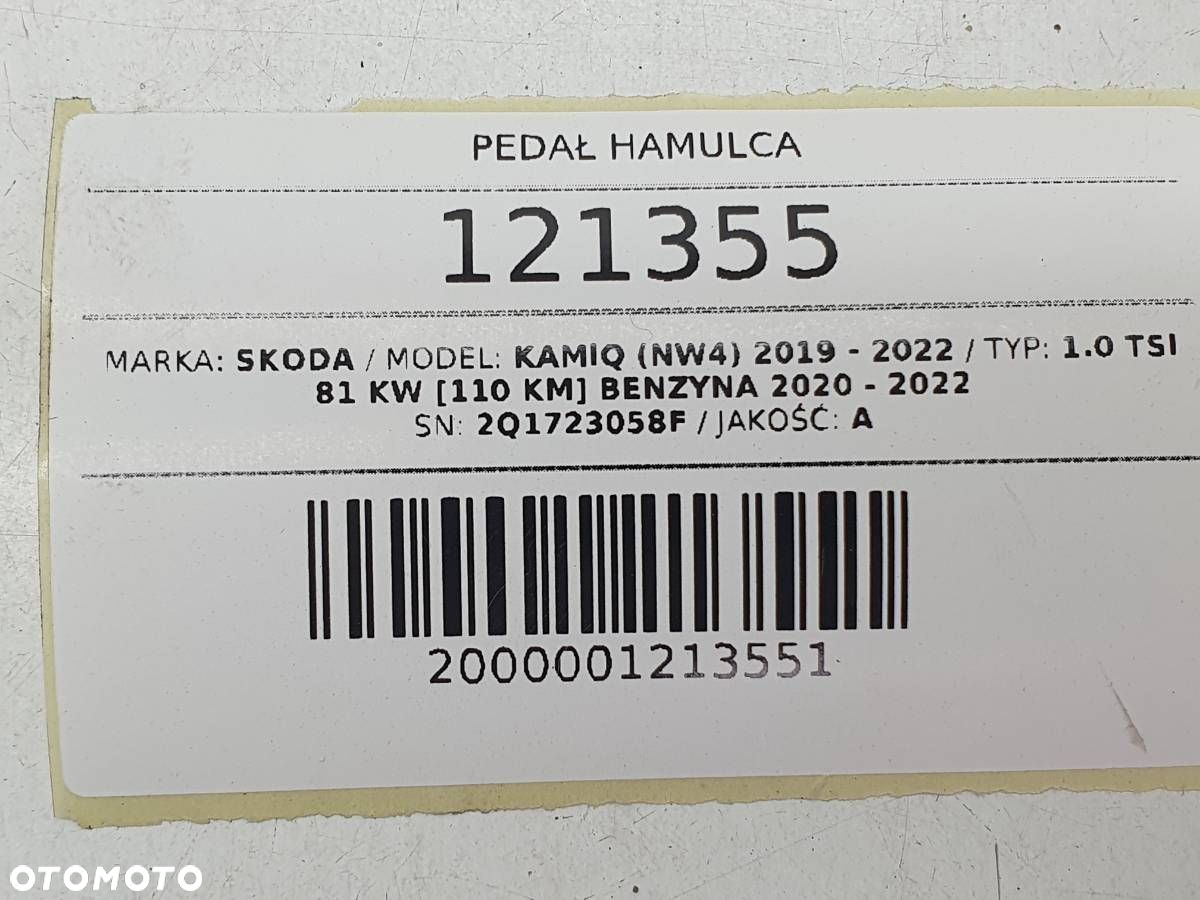 PEDAŁ HAMULCA
121355
MARKA: SKODA / MODEL: KAMIQ (NW4) 2019 - 2022 / TYP: 1.0 TSI
81 KW [110 KM] BENZYNA 2020 - 2022
SN: 2Q1723058F / JAKOŚĆ: A
2000001213551
OTOMOTO